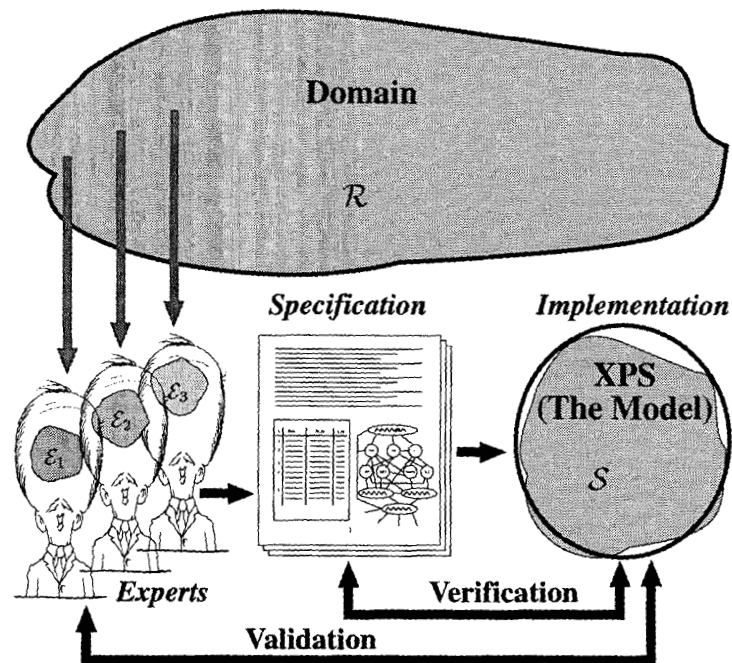 Domain
ℛ
Specification
Implementation
XPS
(The Model)
ℰ₃
ℰ₂
ℰ₁
𝒮
Experts
Verification
Validation